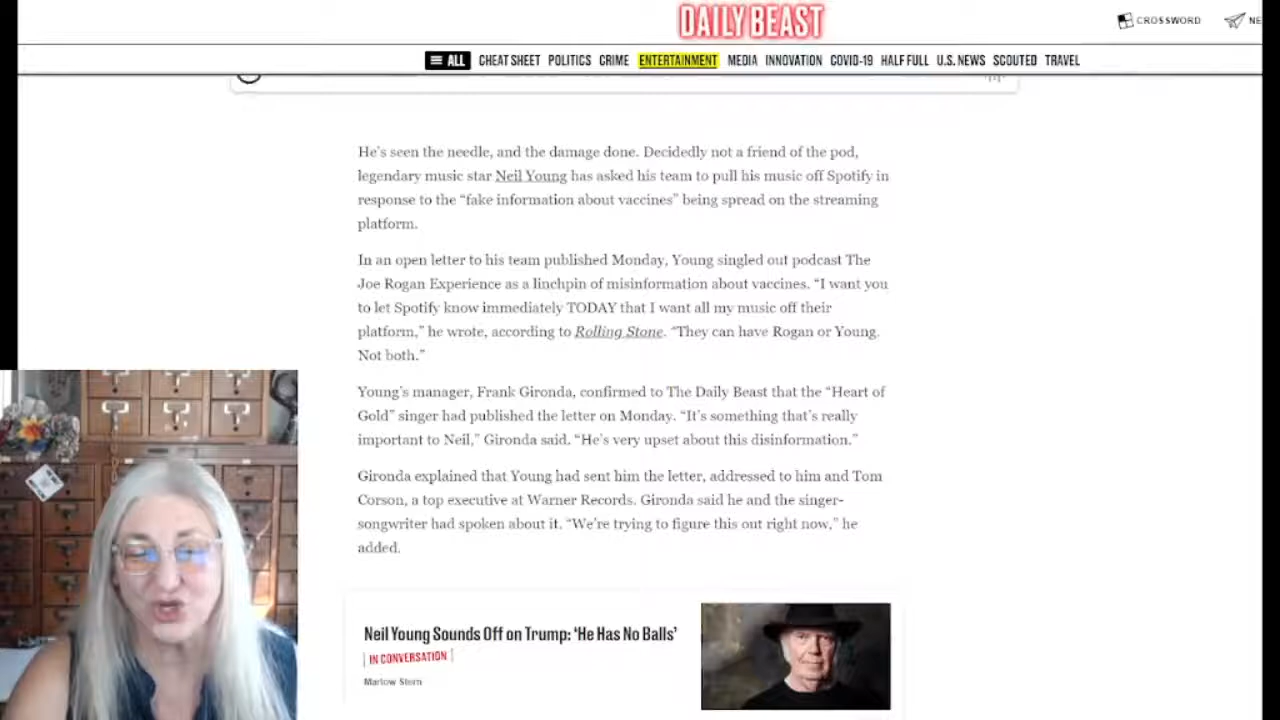 DAILY BEAST
CROSSWORD
ALL CHEAT SHEET POLITICS CRIME ENTERTAINMENT MEDIA INNOVATION COVID-19 HALF FULL U.S. NEWS SCOUTED TRAVEL
He's seen the needle, and the damage done. Decidedly not a friend of the pod,
legendary music star Neil Young has asked his team to pull his music off Spotify in
response to the “fake information about vaccines” being spread on the streaming
platform.
In an open letter to his team published Monday, Young singled out podcast The
Joe Rogan Experience as a linchpin of misinformation about vaccines. “I want you
to let Spotify know immediately TODAY that I want all my music off their
platform,” he wrote, according to Rolling Stone. “They can have Rogan or Young.
Not both.”
Young's manager, Frank Gironda, confirmed to The Daily Beast that the “Heart of
Gold” singer had published the letter on Monday. “It's something that's really
important to Neil,” Gironda said. “He's very upset about this disinformation.”
Gironda explained that Young had sent him the letter, addressed to him and Tom
Corson, a top executive at Warner Records. Gironda said he and the singer-
songwriter had spoken about it. “We're trying to figure this out right now,” he
added.
Neil Young Sounds Off on Trump: ‘He Has No Balls’
IN CONVERSATION
Marlow Stern